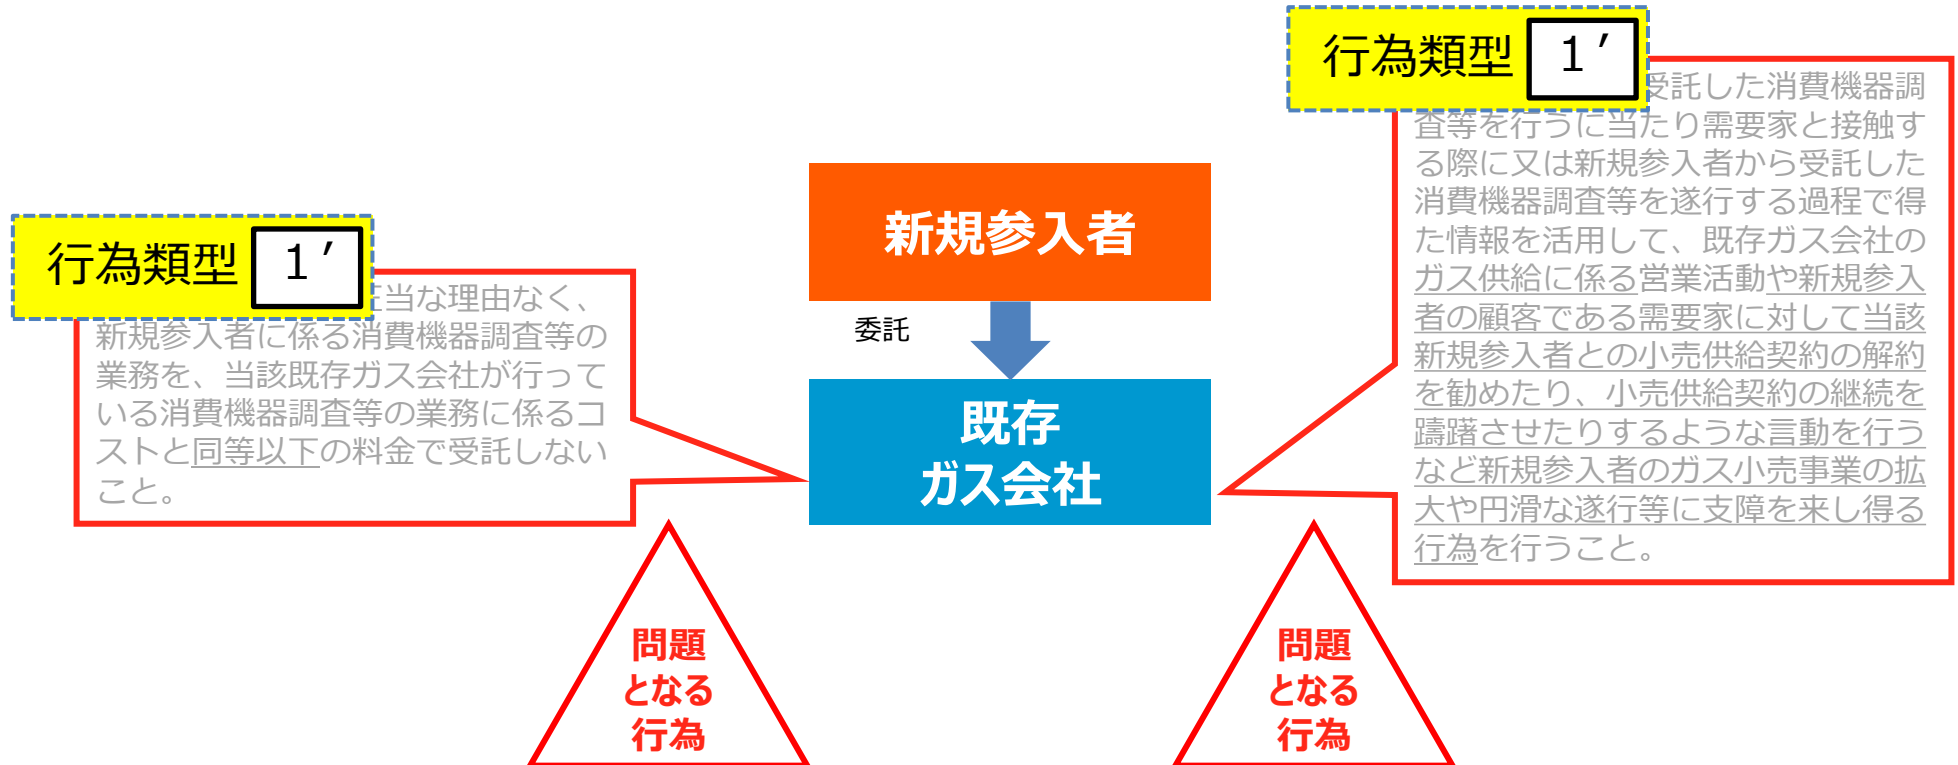 行為類型 1′
正当な理由なく、
新規参入者に係る消費機器調査等の
業務を、当該既存ガス会社が行って
いる消費機器調査等の業務に係るコ
ストと同等以下の料金で受託しない
こと。
新規参入者
委託
既存
ガス会社
行為類型 1′
受託した消費機器調
査等を行うに当たり需要家と接触す
る際に又は新規参入者から受託した
消費機器調査等を遂行する過程で得
た情報を活用して、既存ガス会社の
ガス供給に係る営業活動や新規参入
者の顧客である需要家に対して当該
新規参入者との小売供給契約の解約
を勧めたり、小売供給契約の継続を
躊躇させたりするような言動を行う
など新規参入者のガス小売事業の拡
大や円滑な遂行等に支障を来し得る
行為を行うこと。
問題
となる
行為
問題
となる
行為